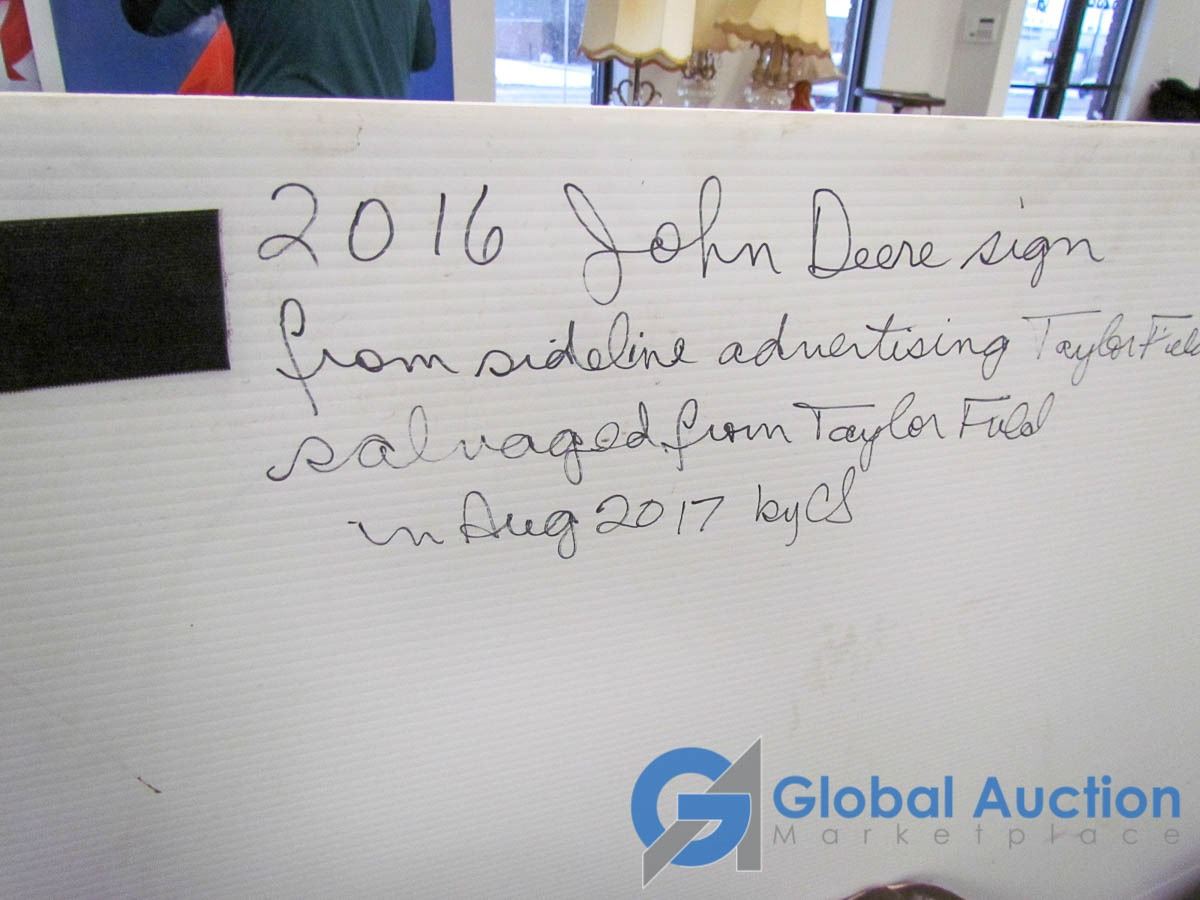 2016 John Deere sign
from sideline advertising Taylor Field
salvaged from Taylor Field
in Aug 2017 by CS
Global Auction
Marketplace